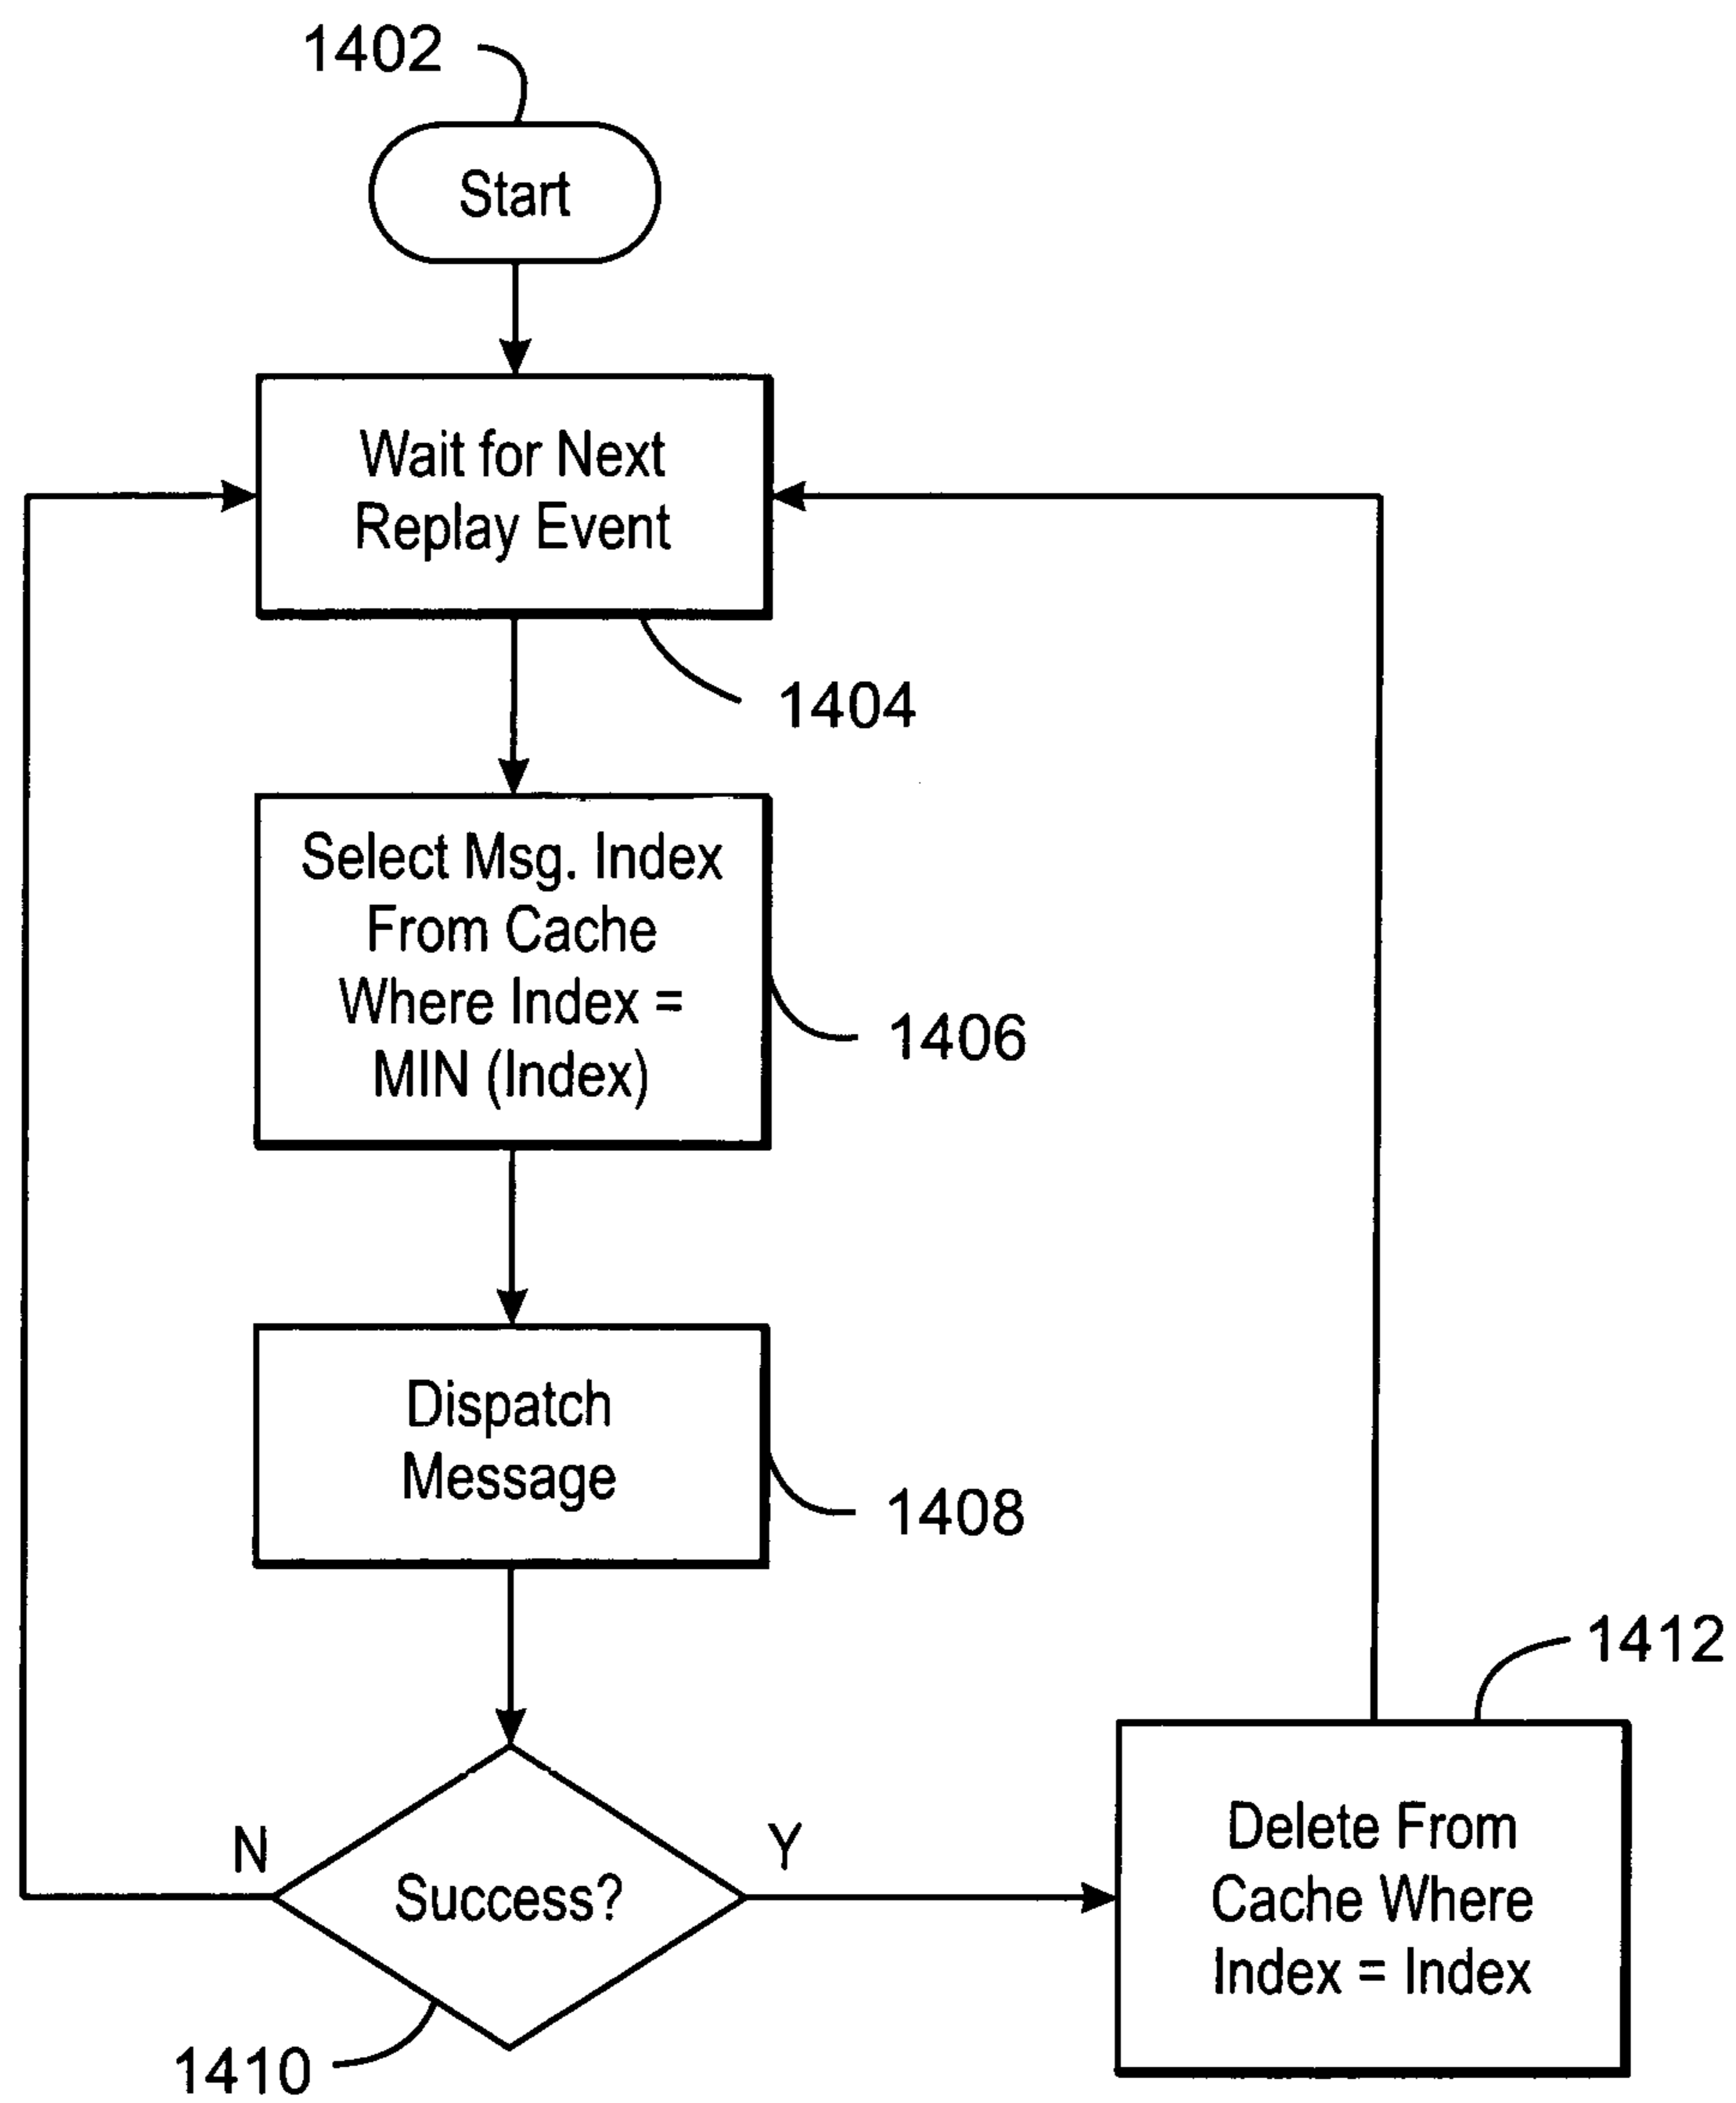 1402
Start
Wait for Next
Replay Event
1404
Select Msg. Index
From Cache
Where Index =
MIN (Index)
1406
Dispatch
Message
1408
1412
N
Y
Success?
Delete From
Cache Where
Index = Index
1410